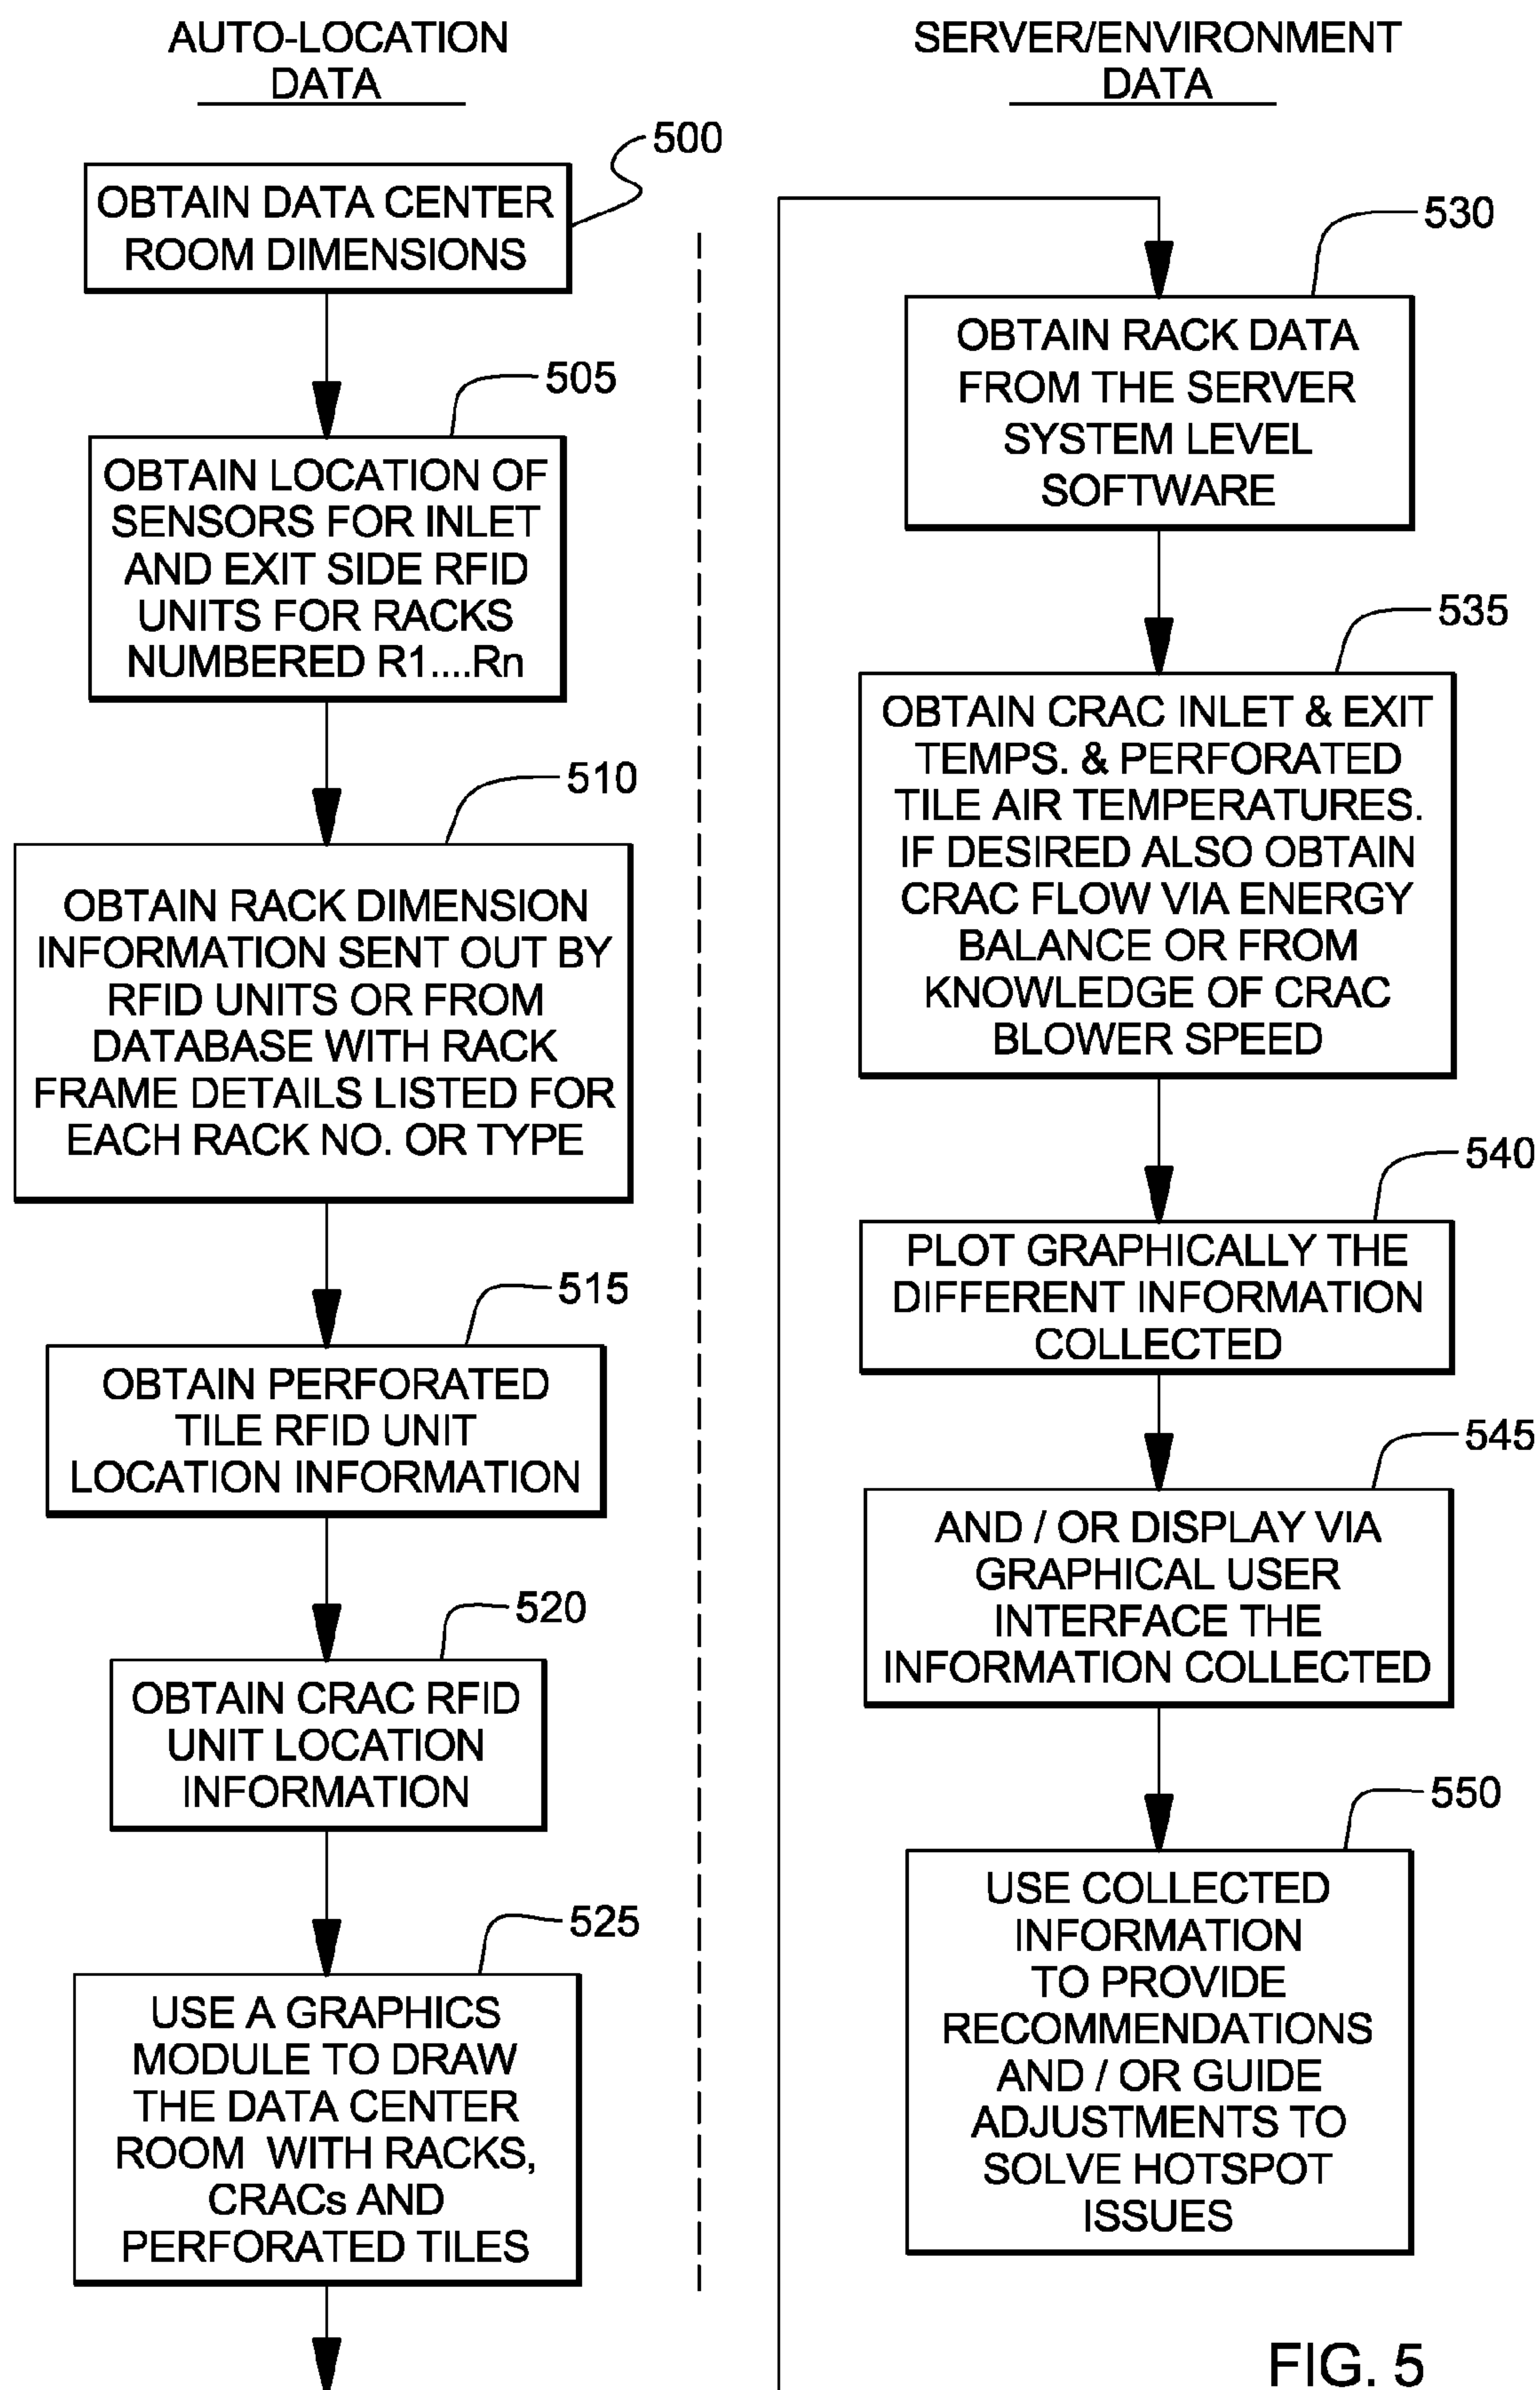 AUTO-LOCATION
DATA
500
OBTAIN DATA CENTER
ROOM DIMENSIONS
505
OBTAIN LOCATION OF
SENSORS FOR INLET
AND EXIT SIDE RFID
UNITS FOR RACKS
NUMBERED R1....Rn
510
OBTAIN RACK DIMENSION
INFORMATION SENT OUT BY
RFID UNITS OR FROM
DATABASE WITH RACK
FRAME DETAILS LISTED FOR
EACH RACK NO. OR TYPE
515
OBTAIN PERFORATED
TILE RFID UNIT
LOCATION INFORMATION
520
OBTAIN CRAC RFID
UNIT LOCATION
INFORMATION
525
USE A GRAPHICS
MODULE TO DRAW
THE DATA CENTER
ROOM WITH RACKS,
CRACs AND
PERFORATED TILES
SERVER/ENVIRONMENT
DATA
530
OBTAIN RACK DATA
FROM THE SERVER
SYSTEM LEVEL
SOFTWARE
535
OBTAIN CRAC INLET & EXIT
TEMPS. & PERFORATED
TILE AIR TEMPERATURES.
IF DESIRED ALSO OBTAIN
CRAC FLOW VIA ENERGY
BALANCE OR FROM
KNOWLEDGE OF CRAC
BLOWER SPEED
540
PLOT GRAPHICALLY THE
DIFFERENT INFORMATION
COLLECTED
545
AND / OR DISPLAY VIA
GRAPHICAL USER
INTERFACE THE
INFORMATION COLLECTED
550
USE COLLECTED
INFORMATION
TO PROVIDE
RECOMMENDATIONS
AND / OR GUIDE
ADJUSTMENTS TO
SOLVE HOTSPOT
ISSUES
FIG. 5